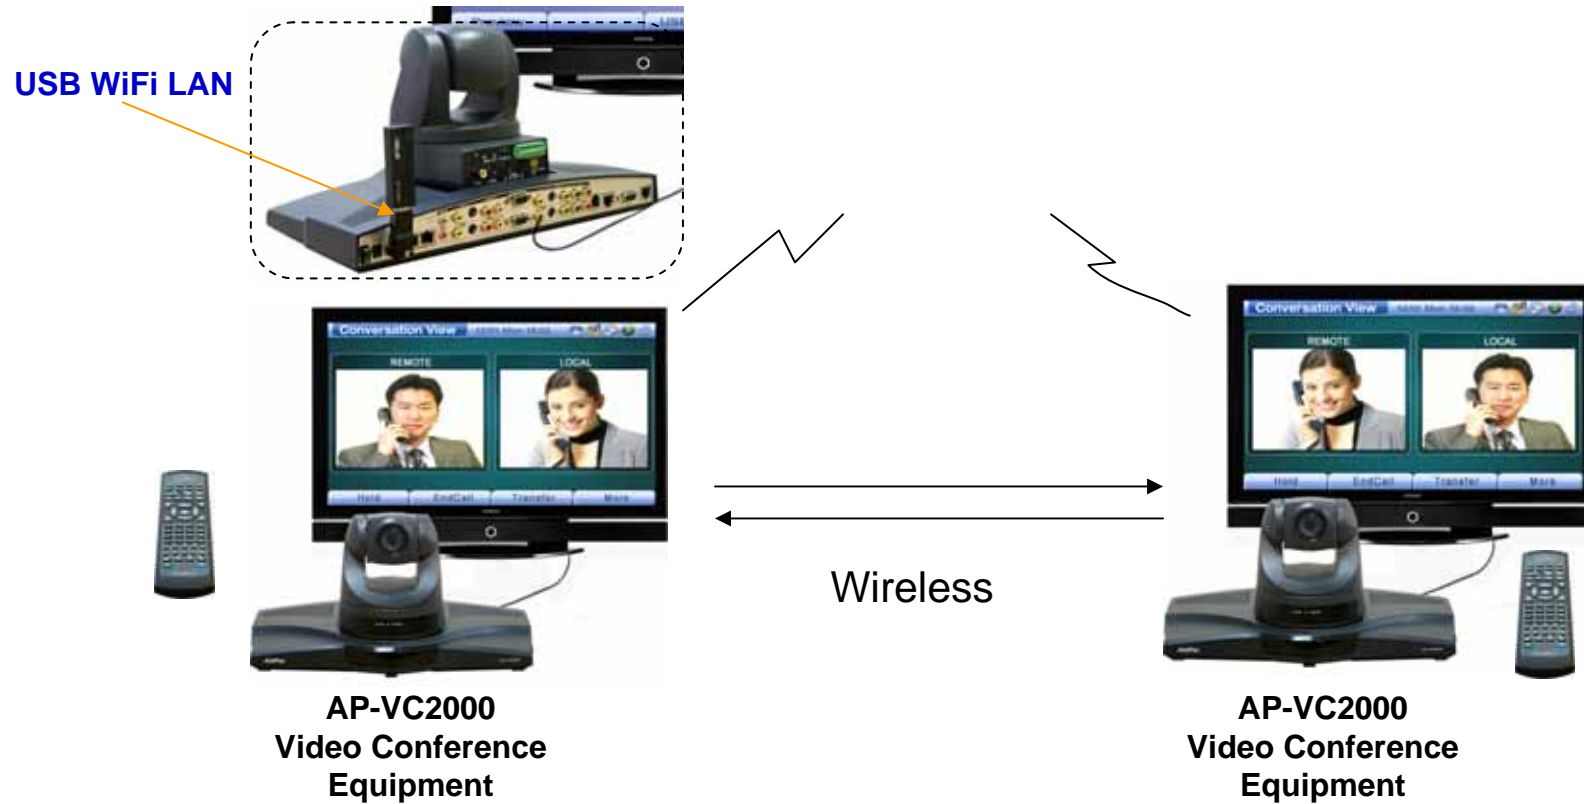 USB WiFi LAN
Conversation View
REMOTE LOCAL
Hold EndCall Transfer More
Conversation View
REMOTE LOCAL
Hold EndCall Transfer More
Wireless
AP-VC2000
Video Conference
Equipment
AP-VC2000
Video Conference
Equipment